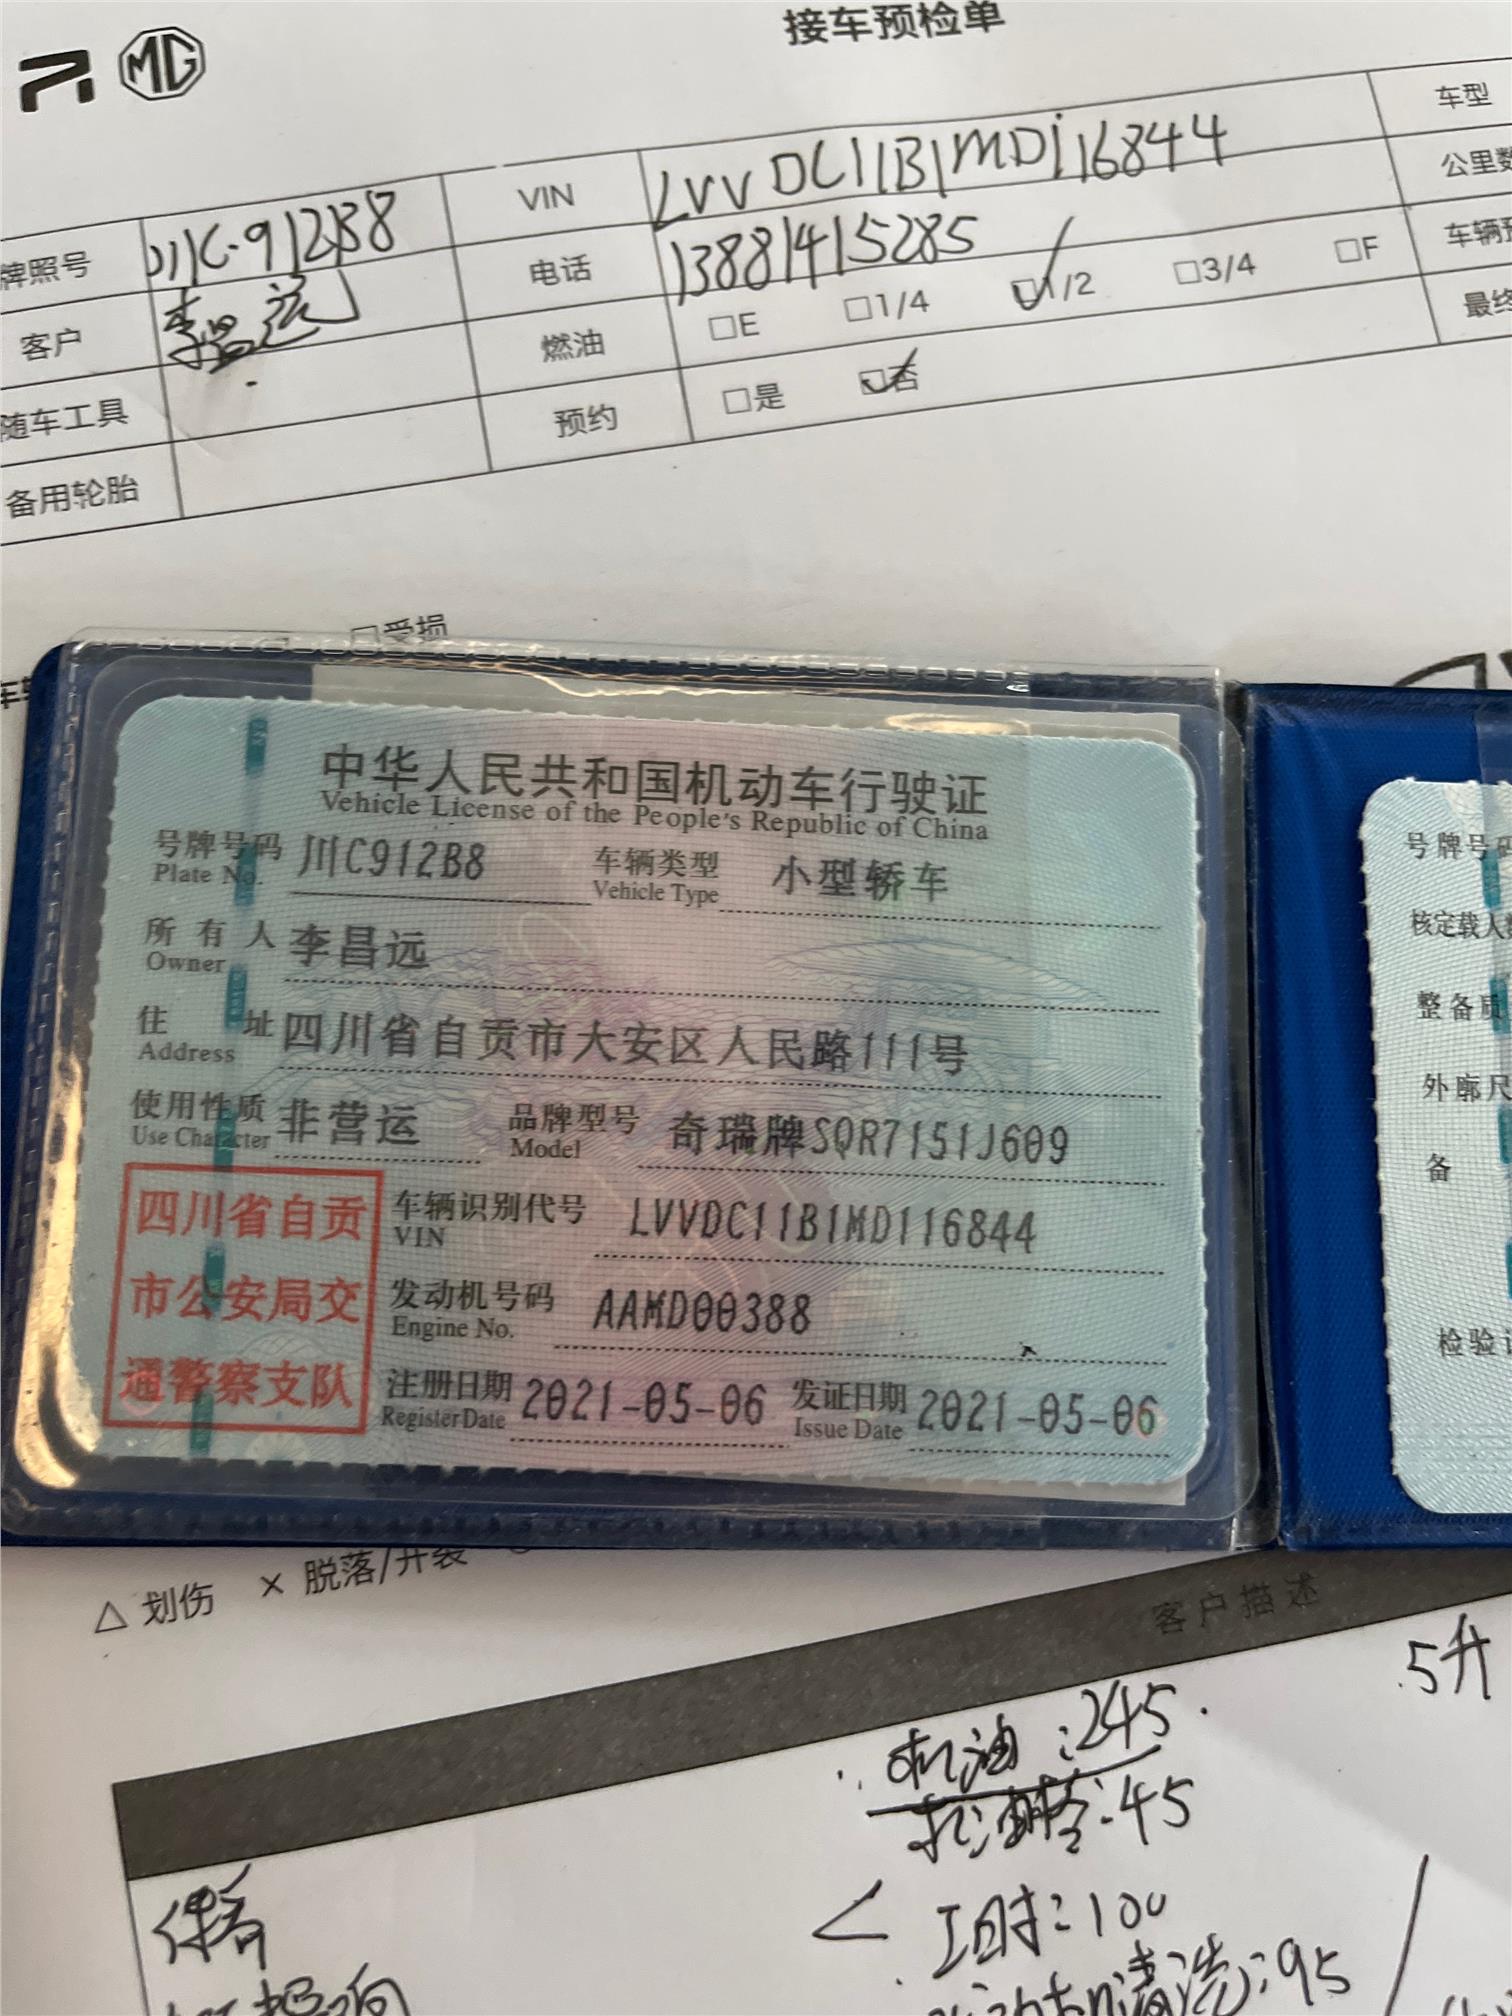 接车预检单
MG
牌照号 川C·912B8 VIN LVVDC11B1MD116844 车型
客户 李昌远 电话 13881415285 公里数
燃油 □E □1/4 □1/2 □3/4 □F 车辆
随车工具 预约 □是 □否 最终
备用轮胎
□受损
中华人民共和国机动车行驶证
Vehicle License of the People's Republic of China
号牌号码 川C912B8 车辆类型 小型轿车
Plate No. Vehicle Type
所有人 李昌远
Owner
住址 四川省自贡市大安区人民路111号
Address
使用性质 非营运 品牌型号 奇瑞牌SQR7151J609
Use Character Model
四川省自贡
市公安局交
通警察支队
车辆识别代号 LVVDC11B1MD116844
VIN
发动机号码 AAMD00388
Engine No.
注册日期 2021-05-06 发证日期 2021-05-06
Register Date Issue Date
号牌号码
核定载人数
整备质
外廓尺
备
检验
△ 划伤 × 脱落/开裂
客户描述
5升
机油:245
机油格:45
保养
工时:100
清洗:95